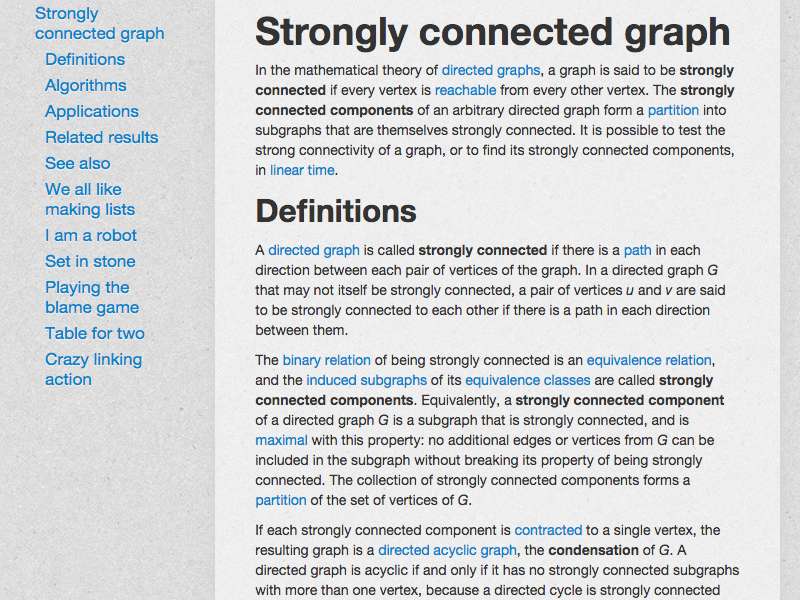 Strongly
connected graph
Definitions
Algorithms
Applications
Related results
See also
We all like
making lists
I am a robot
Set in stone
Playing the
blame game
Table for two
Crazy linking
action
Strongly connected graph
In the mathematical theory of directed graphs, a graph is said to be strongly
connected if every vertex is reachable from every other vertex. The strongly
connected components of an arbitrary directed graph form a partition into
subgraphs that are themselves strongly connected. It is possible to test the
strong connectivity of a graph, or to find its strongly connected components,
in linear time.
Definitions
A directed graph is called strongly connected if there is a path in each
direction between each pair of vertices of the graph. In a directed graph G
that may not itself be strongly connected, a pair of vertices u and v are said
to be strongly connected to each other if there is a path in each direction
between them.
The binary relation of being strongly connected is an equivalence relation,
and the induced subgraphs of its equivalence classes are called strongly
connected components. Equivalently, a strongly connected component
of a directed graph G is a subgraph that is strongly connected, and is
maximal with this property: no additional edges or vertices from G can be
included in the subgraph without breaking its property of being strongly
connected. The collection of strongly connected components forms a
partition of the set of vertices of G.
If each strongly connected component is contracted to a single vertex, the
resulting graph is a directed acyclic graph, the condensation of G. A
directed graph is acyclic if and only if it has no strongly connected subgraphs
with more than one vertex, because a directed cycle is strongly connected